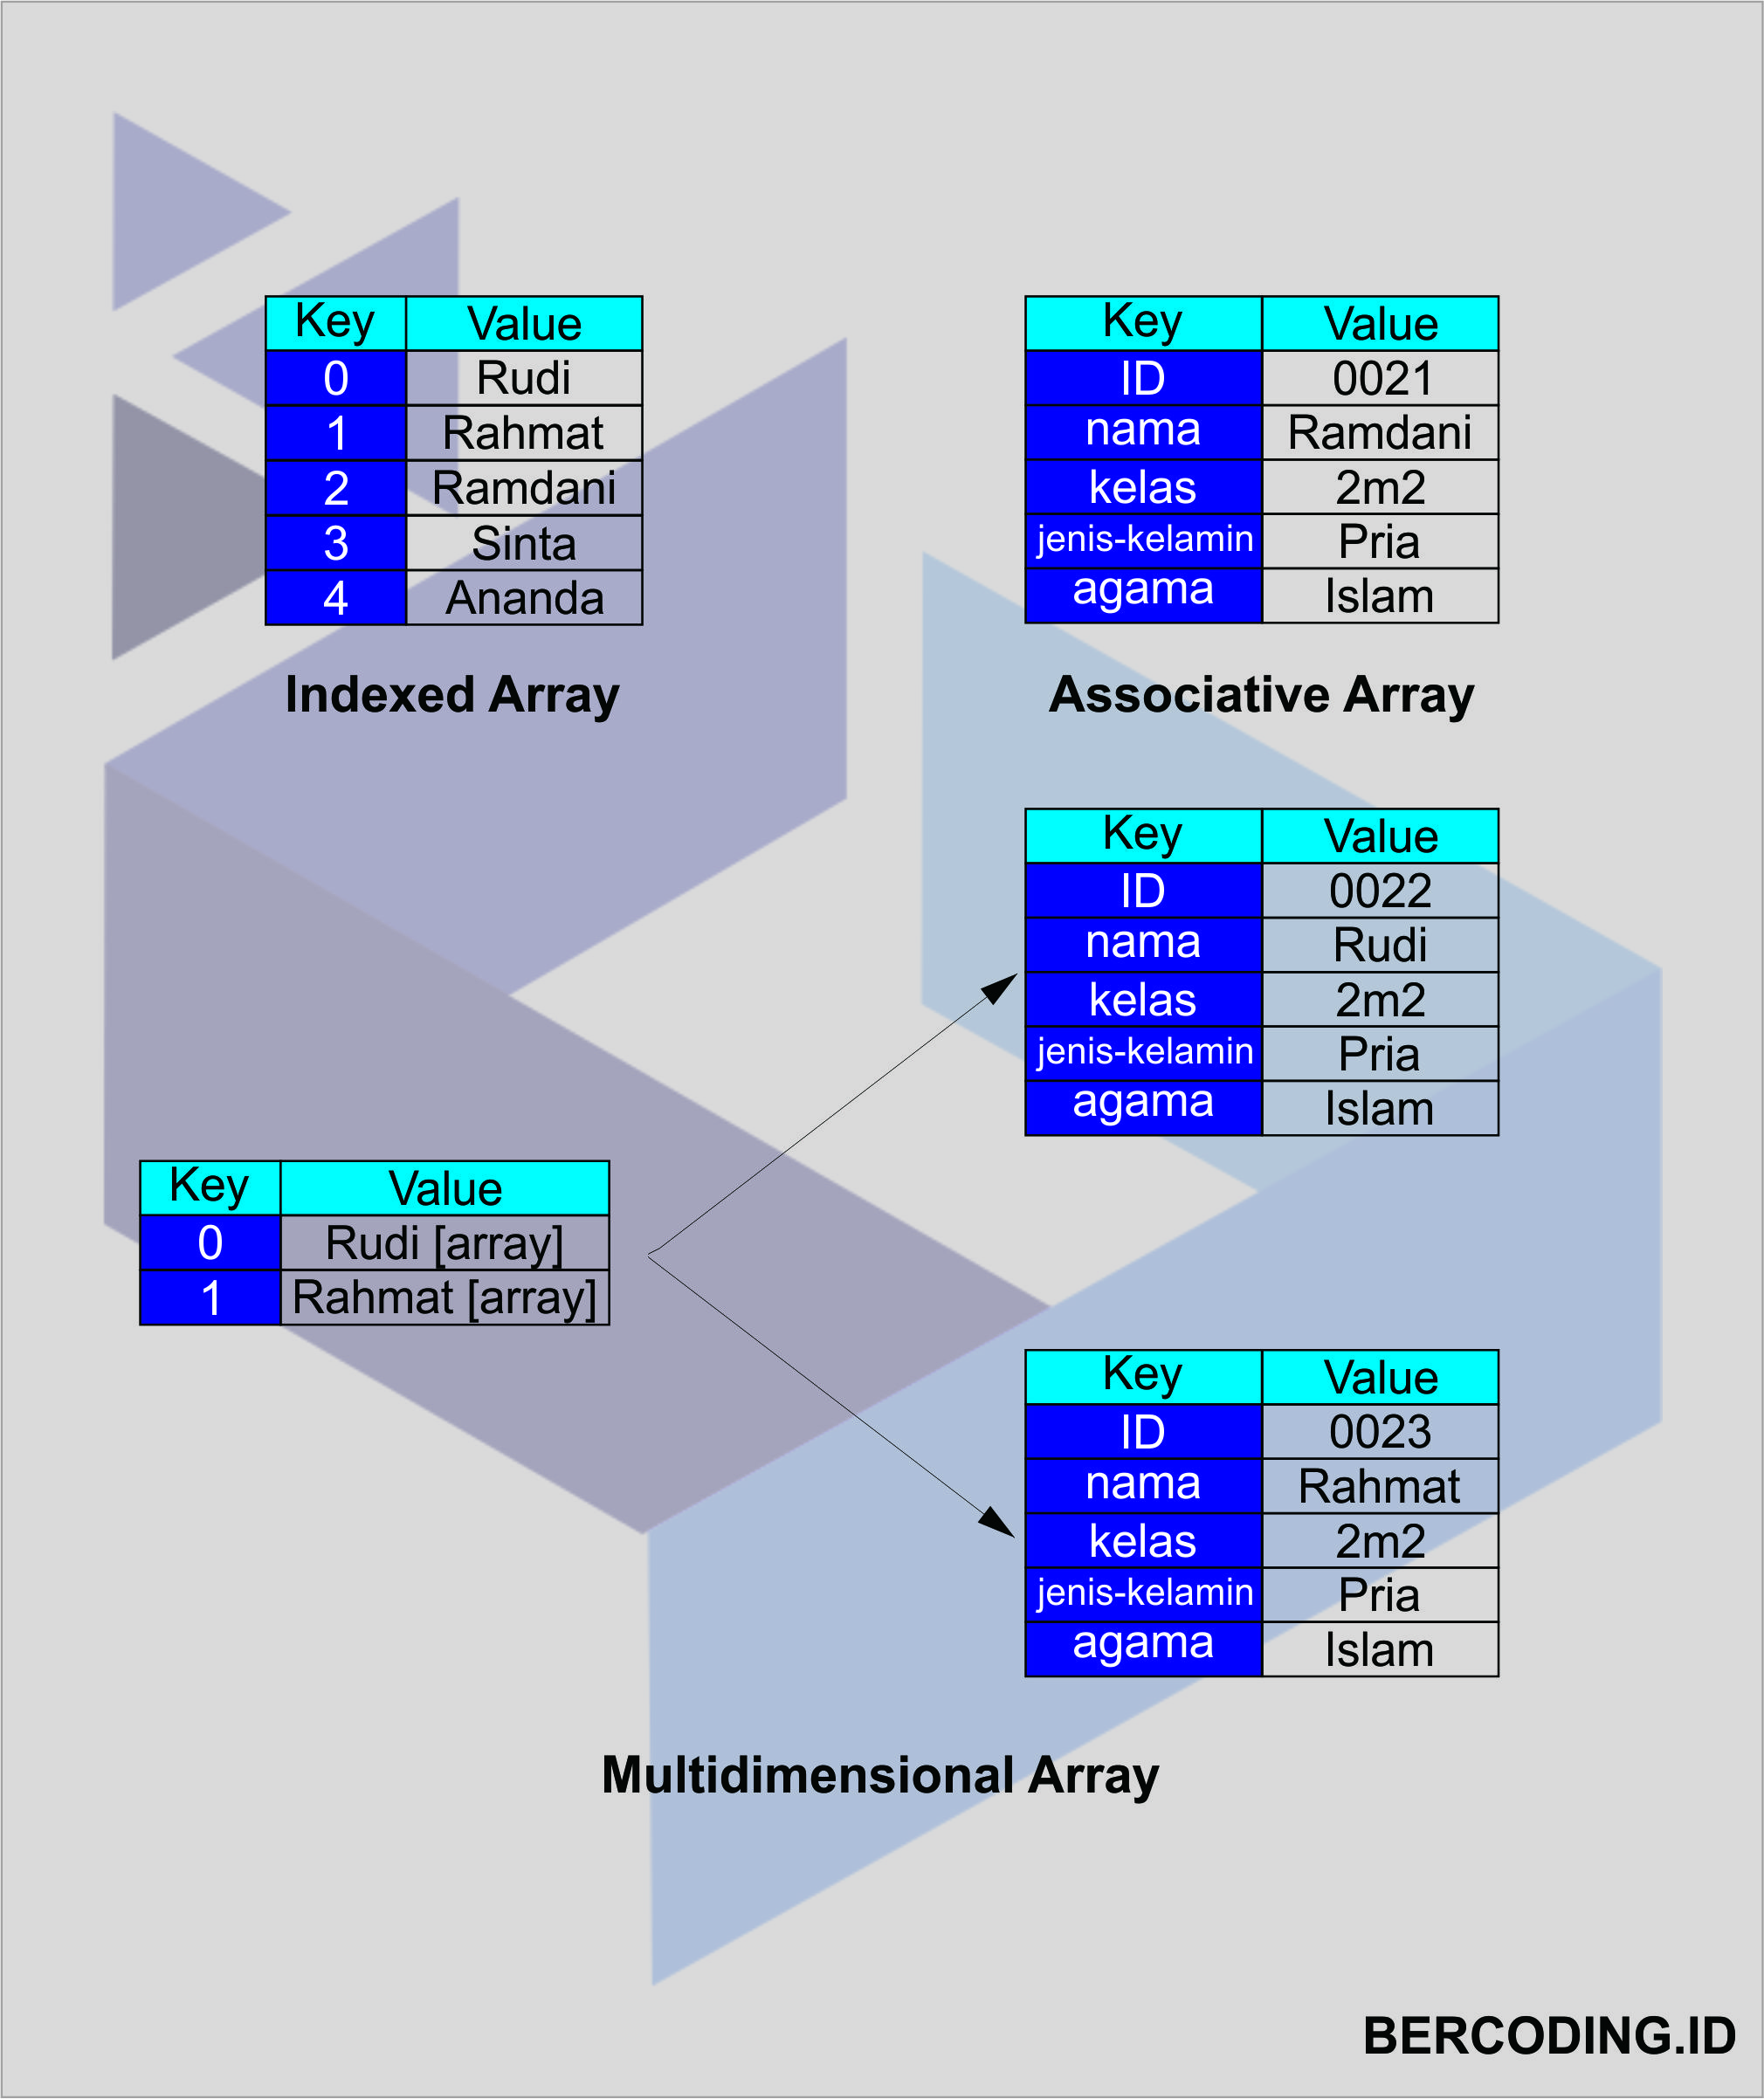 Key Value
0 Rudi
1 Rahmat
2 Ramdani
3 Sinta
4 Ananda
Indexed Array
Key Value
ID 0021
nama Ramdani
kelas 2m2
jenis-kelamin Pria
agama Islam
Associative Array
Key Value
0 Rudi [array]
1 Rahmat [array]
Key Value
ID 0022
nama Rudi
kelas 2m2
jenis-kelamin Pria
agama Islam
Key Value
ID 0023
nama Rahmat
kelas 2m2
jenis-kelamin Pria
agama Islam
Multidimensional Array
BERCODING.ID